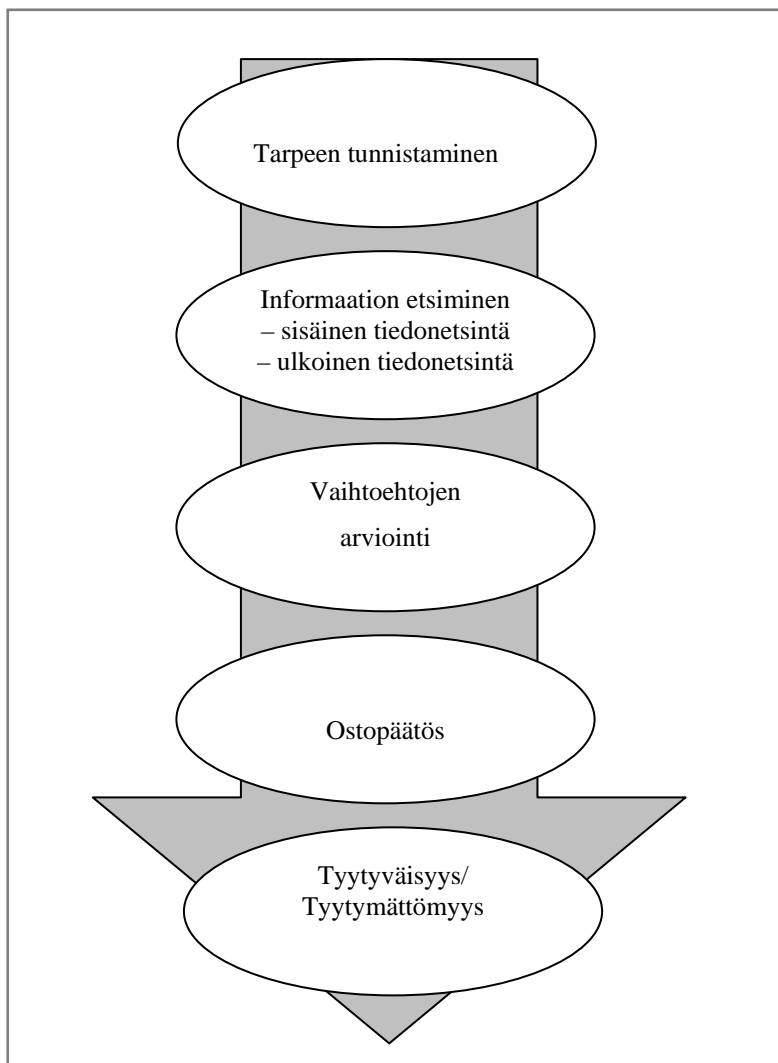 Tarpeen tunnistaminen
Informaation etsiminen
– sisäinen tiedonetsintä
– ulkoinen tiedonetsintä
Vaihtoehtojen
arviointi
Ostopäätös
Tyytyväisyys/
Tyytymättömyys